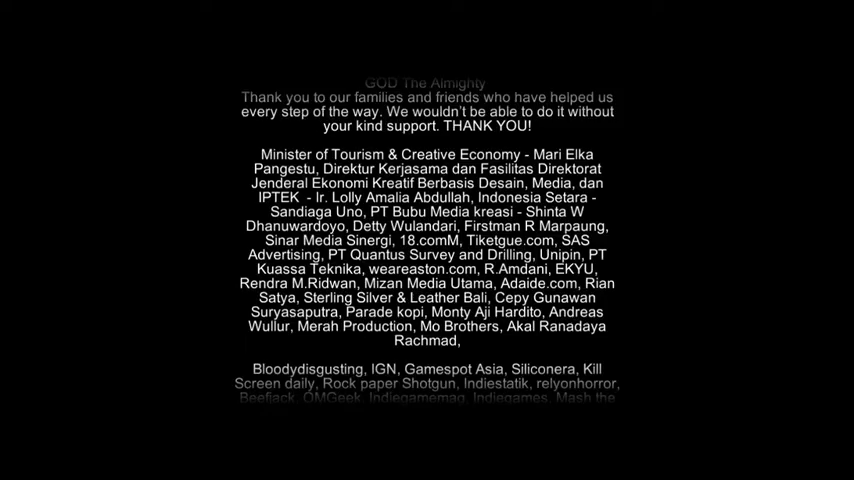 GOD The Almighty
Thank you to our families and friends who have helped us
every step of the way. We wouldn't be able to do it without
your kind support. THANK YOU!
Minister of Tourism & Creative Economy - Mari Elka
Pangestu, Direktur Kerjasama dan Fasilitas Direktorat
Jenderal Ekonomi Kreatif Berbasis Desain, Media, dan
IPTEK - Ir. Lolly Amalia Abdullah, Indonesia Setara -
Sandiaga Uno, PT Bubu Media kreasi - Shinta W
Dhanuwardoyo, Detty Wulandari, Firstman R Marpaung,
Sinar Media Sinergi, 18.comM, Tiketgue.com, SAS
Advertising, PT Quantus Survey and Drilling, Unipin, PT
Kuassa Teknika, weareaston.com, R.Amdani, EKYU,
Rendra M.Ridwan, Mizan Media Utama, Adaide.com, Rian
Satya, Sterling Silver & Leather Bali, Cepy Gunawan
Suryasaputra, Parade kopi, Monty Aji Hardito, Andreas
Wullur, Merah Production, Mo Brothers, Akal Ranadaya
Rachmad,
Bloodydisgusting, IGN, Gamespot Asia, Siliconera, Kill
Screen daily, Rock paper Shotgun, Indiestatik, relyonhorror,
Beefjack, OMGeek, Indiegamemag, Indiegames, Mash the